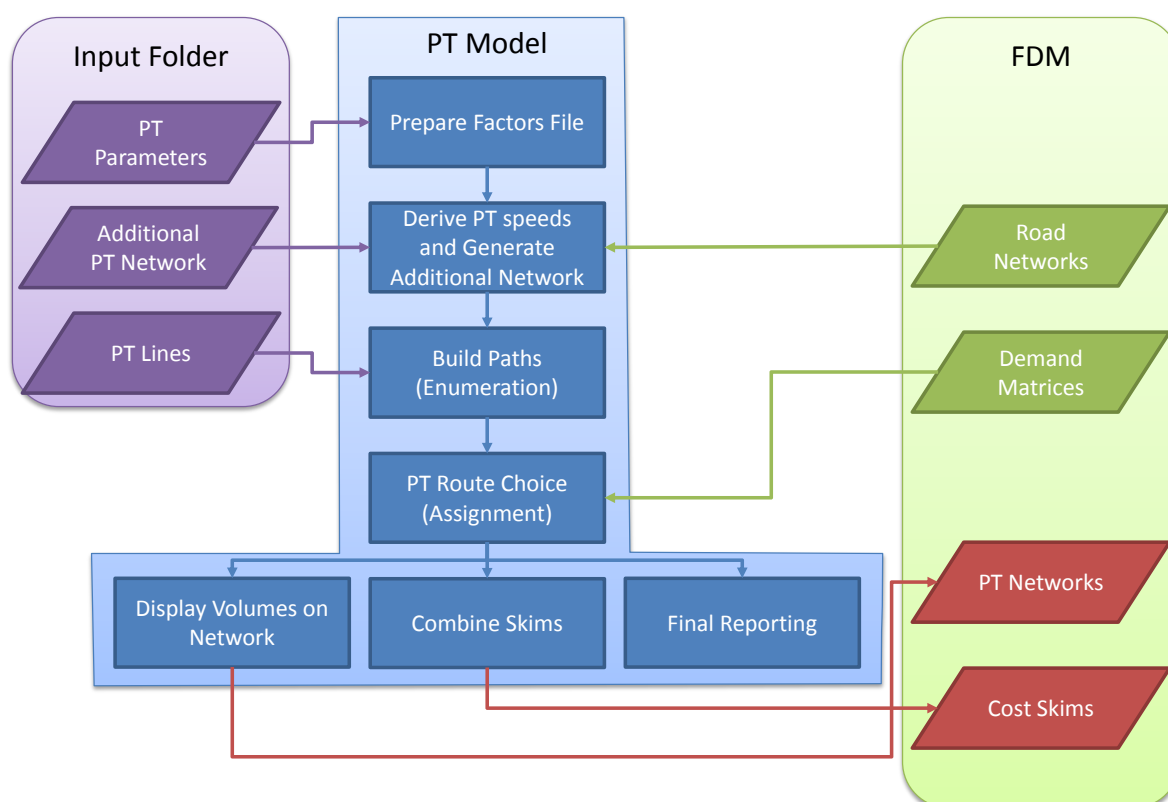 Input Folder
PT
Parameters
Additional
PT Network
PT Lines
PT Model
Prepare Factors File
Derive PT speeds
and Generate
Additional Network
Build Paths
(Enumeration)
PT Route Choice
(Assignment)
Display Volumes on
Network
Combine Skims
Final Reporting
FDM
Road
Networks
Demand
Matrices
PT Networks
Cost Skims